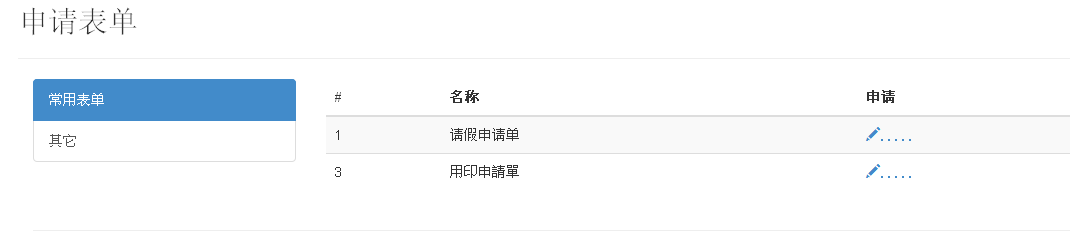 申请表单
常用表单
其它
# 名称 申请
1 请假申请单 .....
3 用印申請單 .....